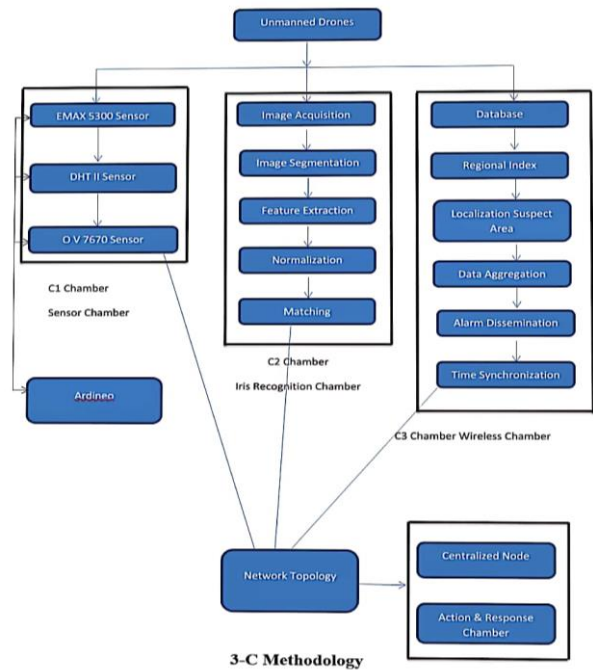 Unmanned Drones
EMAX 5300 Sensor
DHT II Sensor
O V 7670 Sensor
C1 Chamber
Sensor Chamber
Ardineo
Image Acquisition
Image Segmentation
Feature Extraction
Normalization
Matching
C2 Chamber
Iris Recognition Chamber
Database
Regional Index
Localization Suspect
Area
Data Aggregation
Alarm Dissemination
Time Synchronization
C3 Chamber Wireless Chamber
Network Topology
Centralized Node
Action & Response
Chamber
3-C Methodology